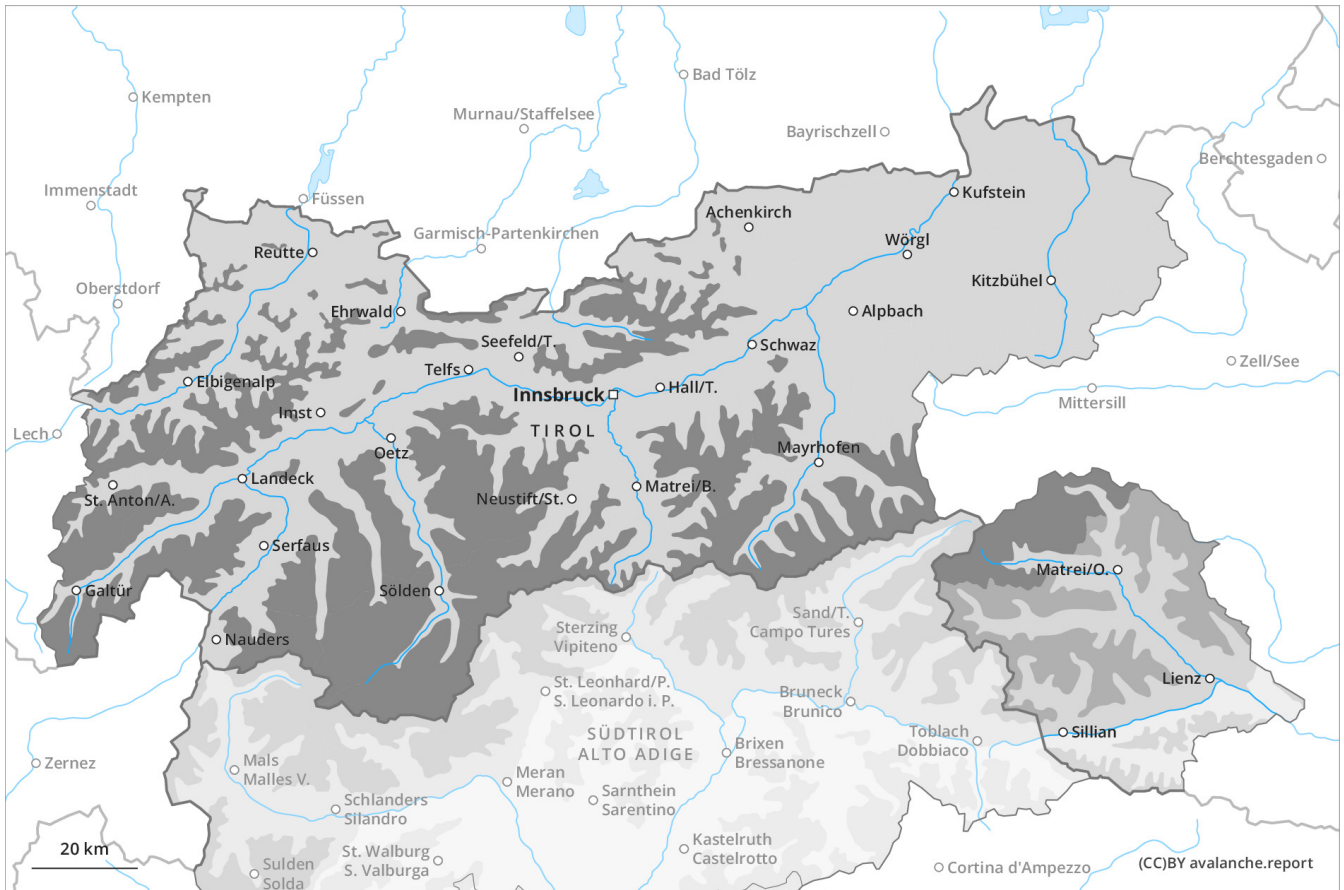 Kempten
Bad Tölz
Murnau/Staffelsee
Bayrischzell
Berchtesgaden
Immenstadt
Füssen
Kufstein
Achenkirch
Garmisch-Partenkirchen
Wörgl
Reutte
Oberstdorf
Kitzbühel
Ehrwald
Alpbach
Seefeld/T.
Schwaz
Zell/See
Telfs
Elbigenalp
Hall/T.
Innsbruck
Mittersill
Imst
Lech
TIROL
Oetz
Mayrhofen
Landeck
St. Anton/A.
Neustift/St.
Matrei/B.
Serfaus
Matrei/O.
Galtür
Sölden
Sand/T.
Campo Tures
Nauders
Sterzing
Vipiteno
Lienz
St. Leonhard/P.
S. Leonardo i. P.
Bruneck
Brunico
SÜDTIROL
ALTO ADIGE
Toblach
Dobbiaco
Sillian
Brixen
Bressanone
Zernez
Mals
Malles V.
Meran
Merano
Schlanders
Silandro
Sarnthein
Sarentino
20 km
St. Walburg
S. Valburga
Kastelruth
Castelrotto
Sulden
Solda
Cortina d'Ampezzo
(CC)BY avalanche.report